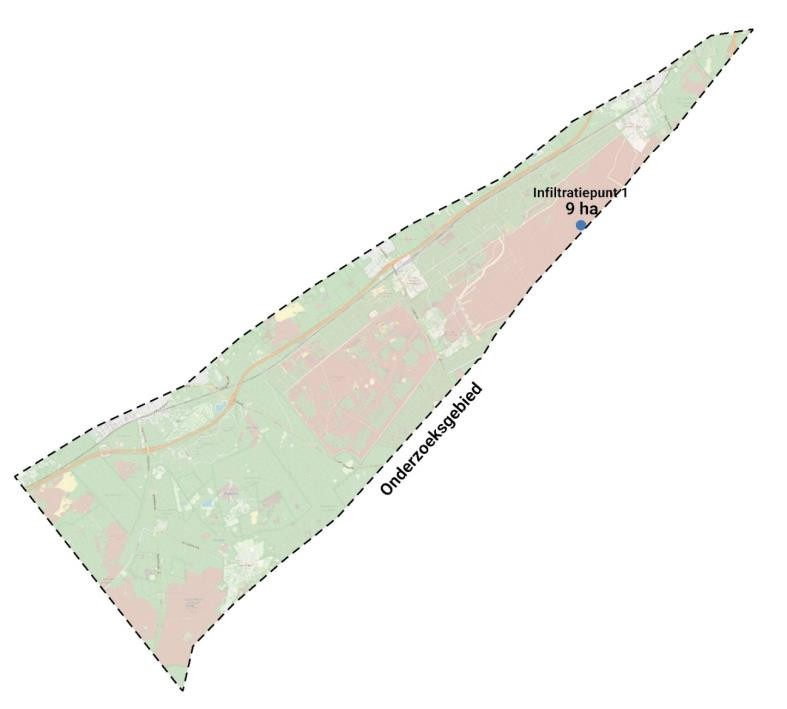 Infiltratiepunt 1
9 ha
Onderzoeksgebied